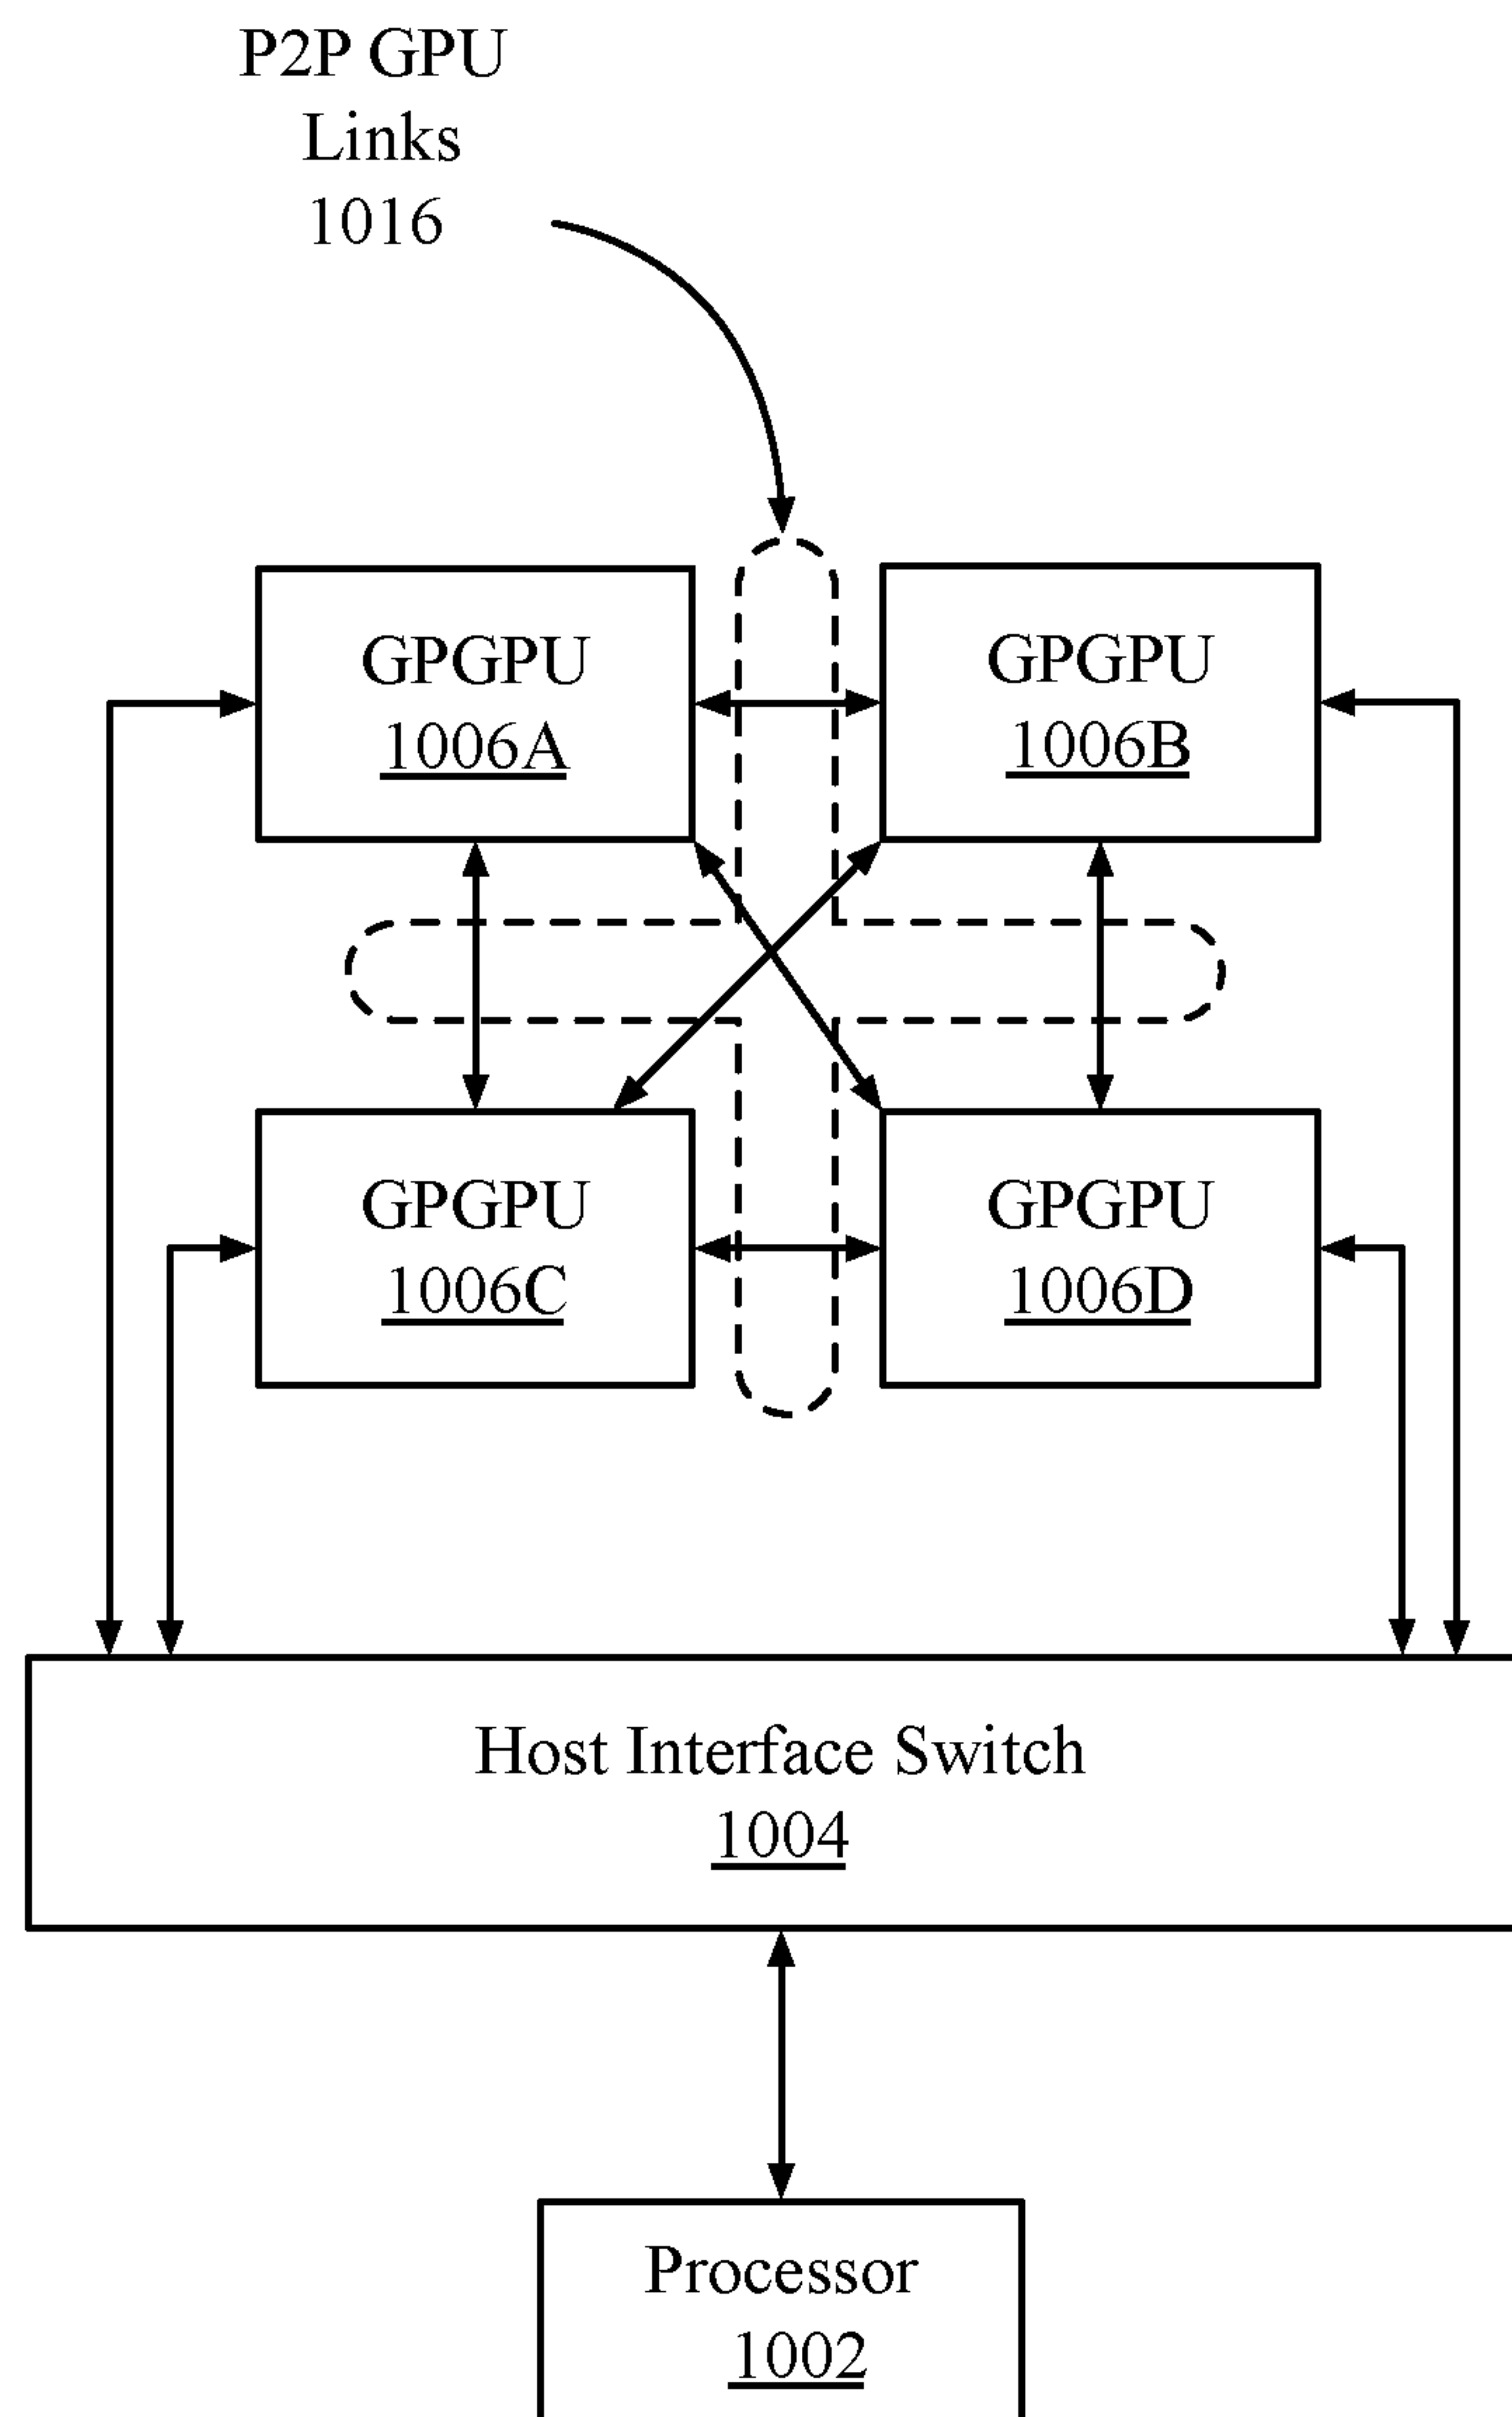 P2P GPU
Links
1016
GPGPU
1006A
GPGPU
1006B
GPGPU
1006C
GPGPU
1006D
Host Interface Switch
1004
Processor
1002